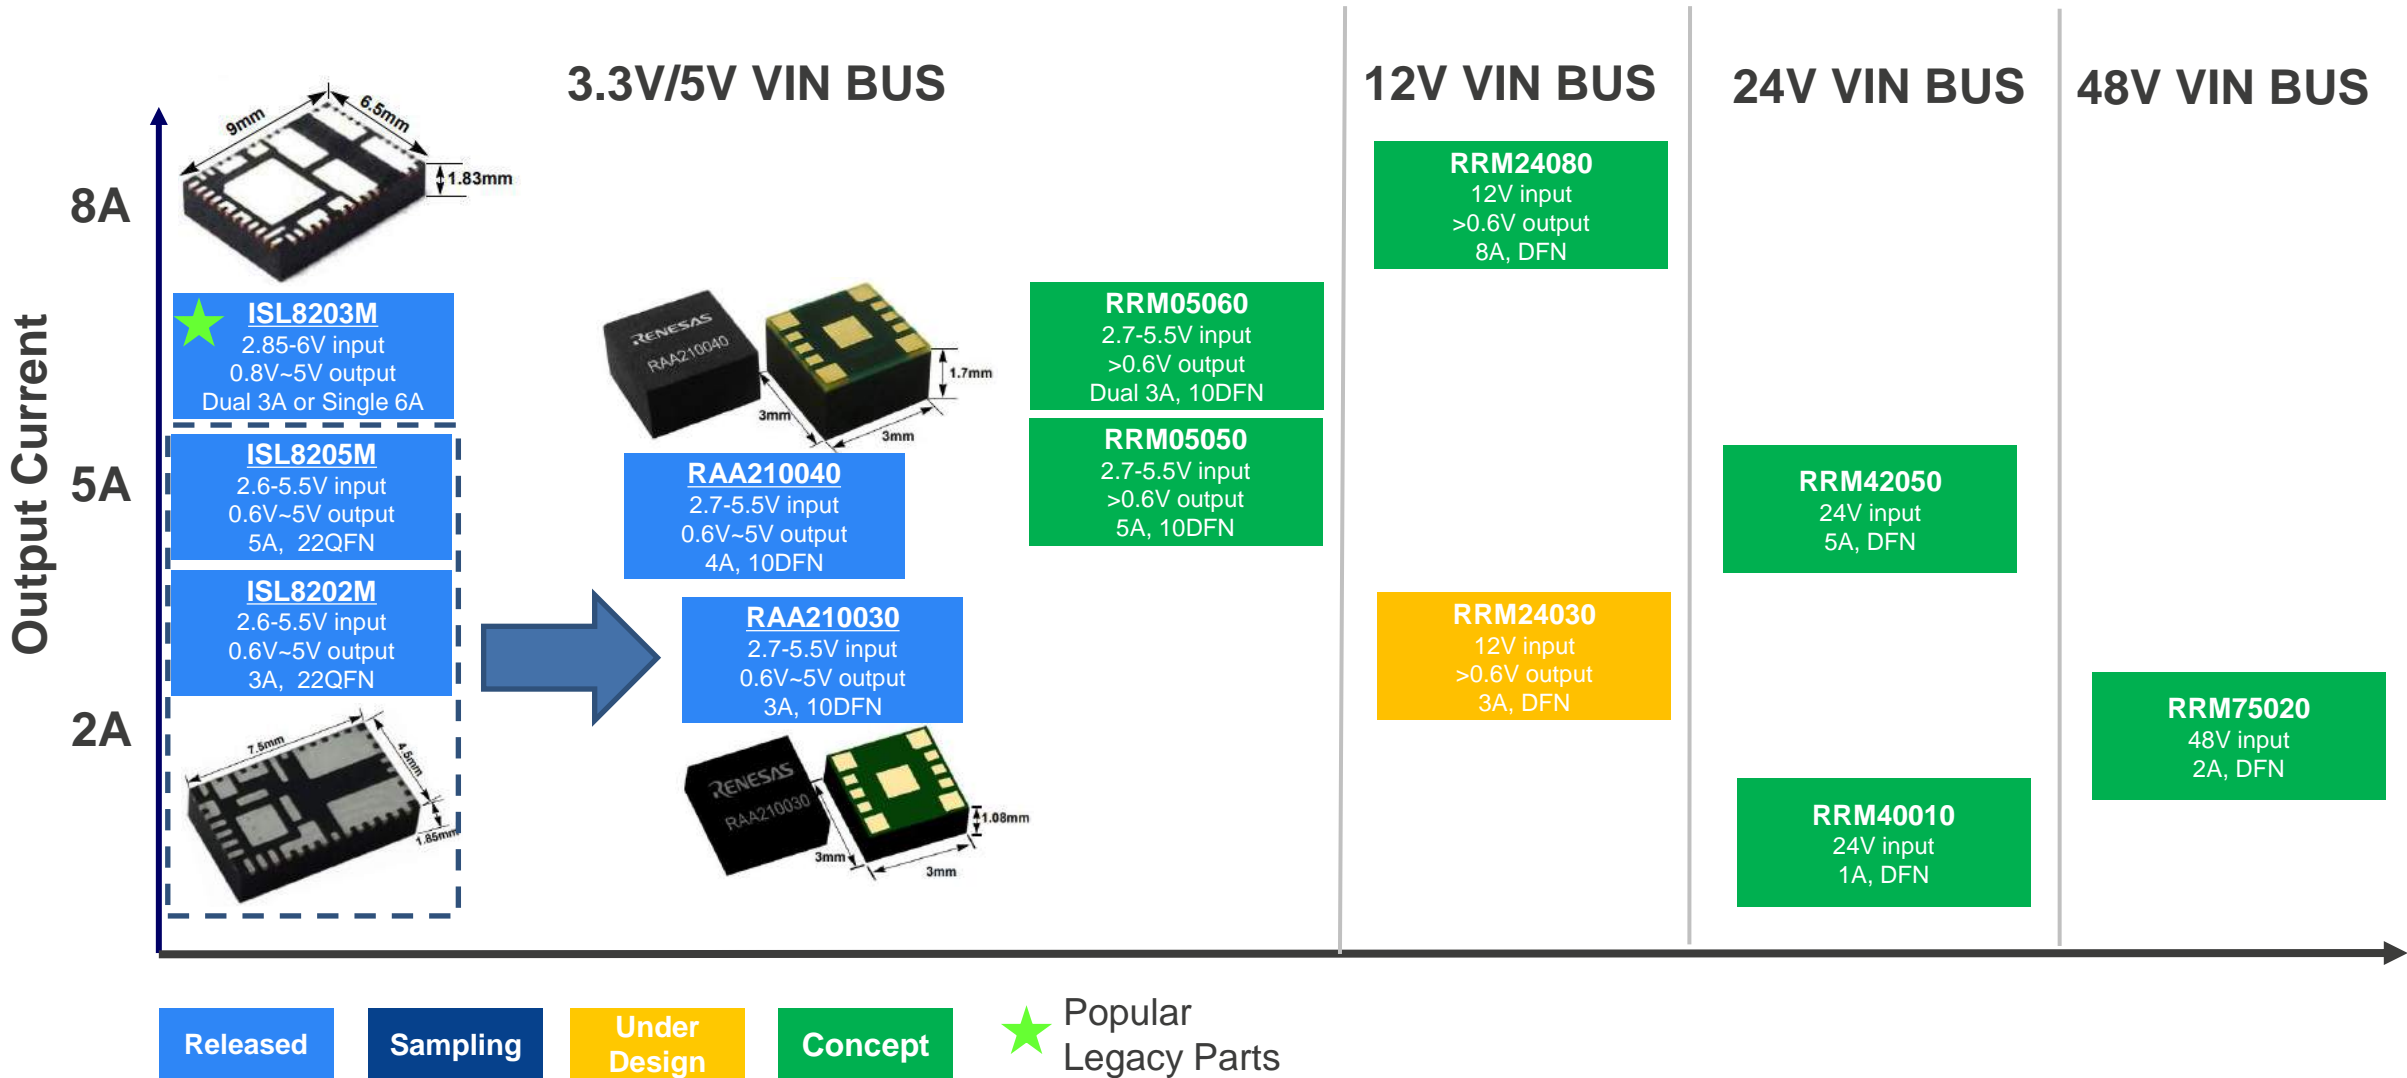 3.3V/5V VIN BUS
12V VIN BUS
24V VIN BUS
48V VIN BUS
Output Current
8A
5A
2A
9mm
6.5mm
1.83mm
ISL8203M
2.85-6V input
0.8V~5V output
Dual 3A or Single 6A
ISL8205M
2.6-5.5V input
0.6V~5V output
5A, 22QFN
ISL8202M
2.6-5.5V input
0.6V~5V output
3A, 22QFN
7.5mm
4.5mm
1.85mm
RENESAS
RAA210040
1.7mm
3mm
3mm
RAA210040
2.7-5.5V input
0.6V~5V output
4A, 10DFN
RAA210030
2.7-5.5V input
0.6V~5V output
3A, 10DFN
RENESAS
RAA210030
1.08mm
3mm
3mm
RRM05060
2.7-5.5V input
>0.6V output
Dual 3A, 10DFN
RRM05050
2.7-5.5V input
>0.6V output
5A, 10DFN
RRM24080
12V input
>0.6V output
8A, DFN
RRM24030
12V input
>0.6V output
3A, DFN
RRM42050
24V input
5A, DFN
RRM40010
24V input
1A, DFN
RRM75020
48V input
2A, DFN
Released
Sampling
Under
Design
Concept
Popular
Legacy Parts